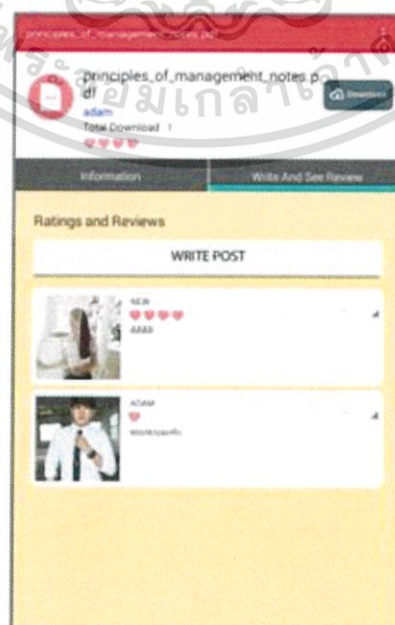 principles_of_management_notes.pdf
principles_of_management_notes.p
df
adam
Download
Total Download 1
Information
Write And See Review
Ratings and Reviews
WRITE POST
NEW
ADAM